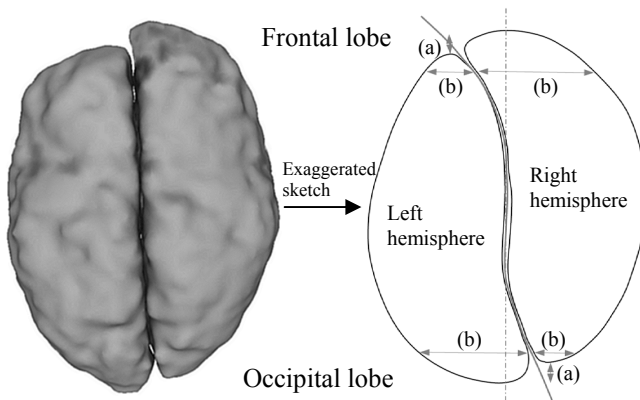 Frontal lobe
(a)
(b)
(b)
Exaggerated
sketch
Right
hemisphere
Left
hemisphere
(b)
(b)
Occipital lobe
(a)